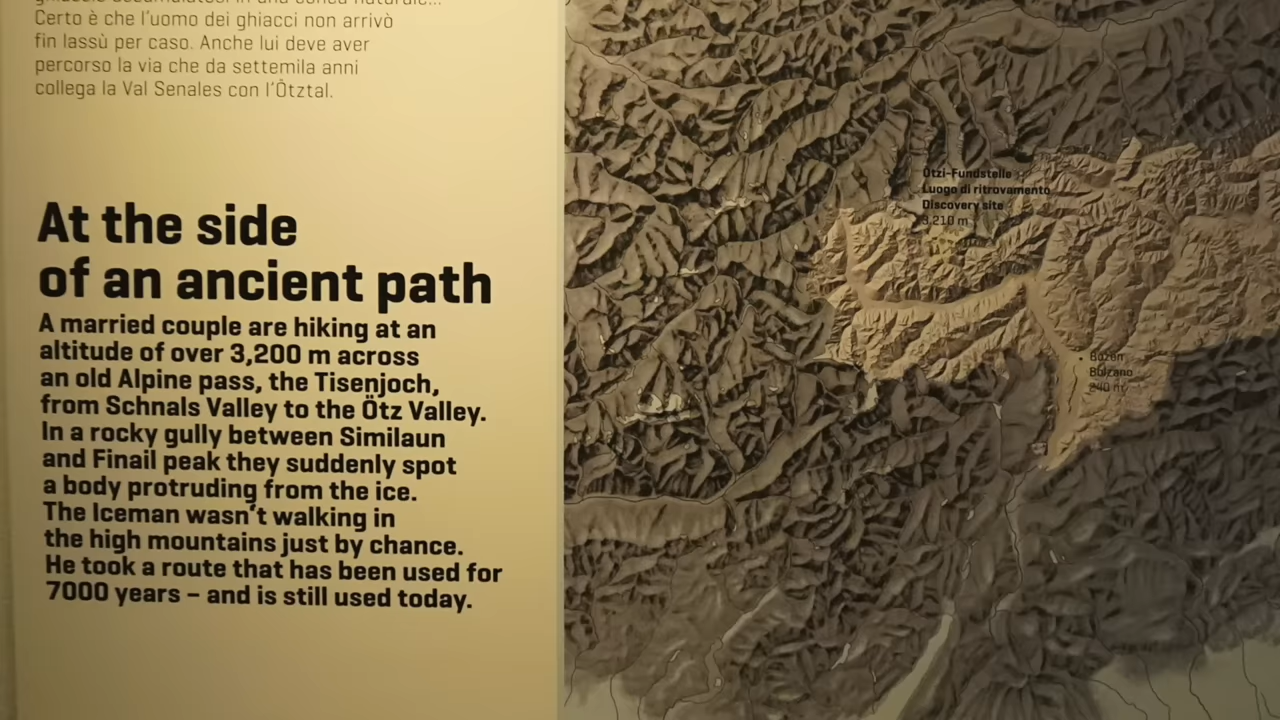 Certo è che l'uomo dei ghiacci non arrivò
fin lassù per caso. Anche lui deve aver
percorso la via che da settemila anni
collega la Val Senales con l'Ötztal.
At the side
of an ancient path
A married couple are hiking at an
altitude of over 3,200 m across
an old Alpine pass, the Tisenjoch,
from Schnals Valley to the Ötz Valley.
In a rocky gully between Similaun
and Finail peak they suddenly spot
a body protruding from the ice.
The Iceman wasn't walking in
the high mountains just by chance.
He took a route that has been used for
7000 years – and is still used today.
Ötzi-Fundstelle
Luogo di ritrovamento
Discovery site
3.210 m
Bozen
Bolzano
240 m